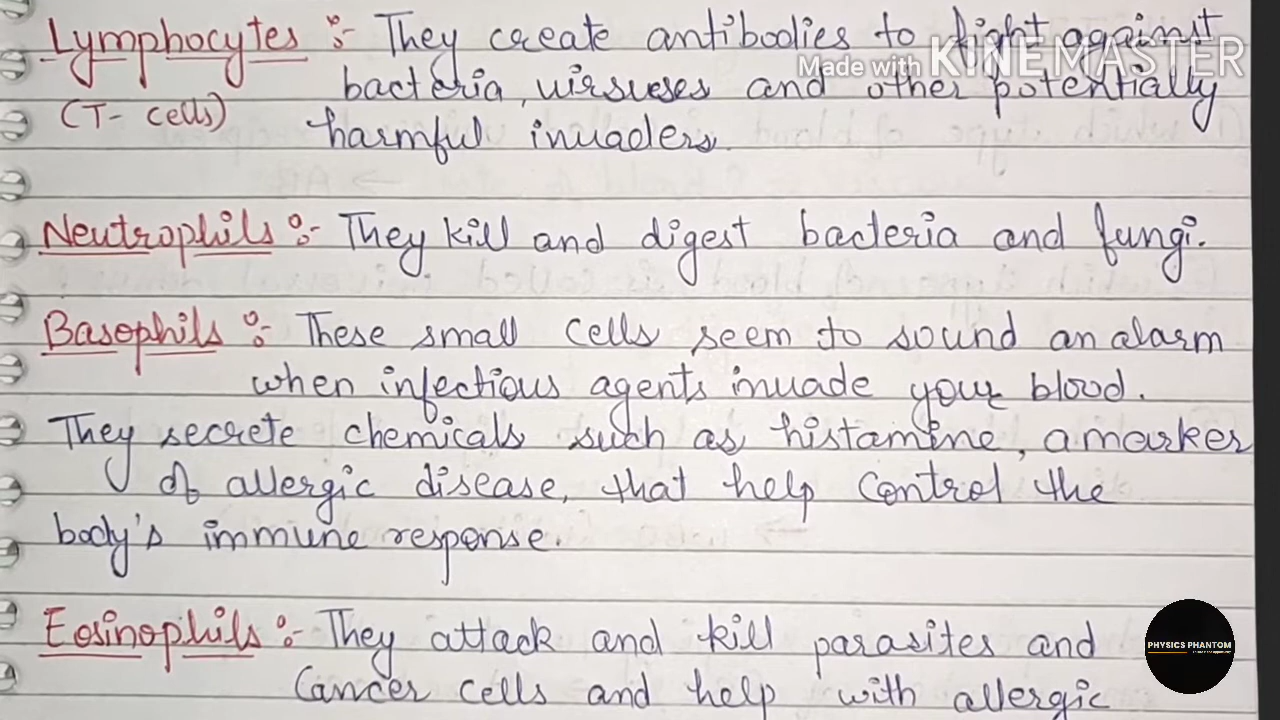 Lymphocytes :- They create antibodies to fight against
Made with KINEMASTER
(T- cells) bacteria, virsueses and other potentially
harmful invaders.
Neutrophils :- They kill and digest bacteria and fungi.
Basophils :- These small cells seem to sound an alarm
when infectious agents invade your blood.
They secrete chemicals such as histamine, a marker
of allergic disease, that help control the
body's immune response.
Eosinophils :- They attack and kill parasites and
Cancer cells and help with allergic
PHYSICS PHANTOM